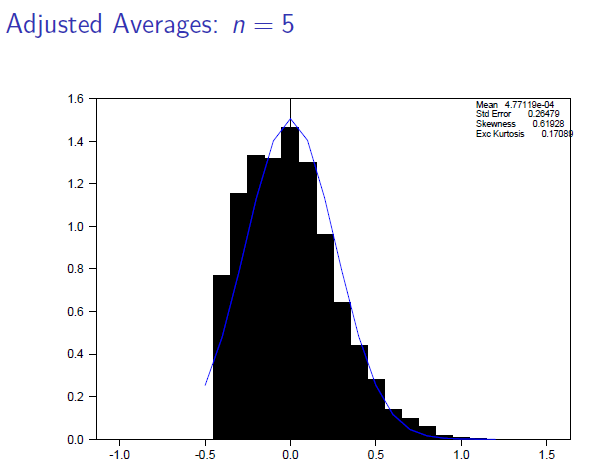 Adjusted Averages: n = 5
Mean 4.77119e-04
Std Error 0.26479
Skewness 0.61928
Exc Kurtosis 0.17089
1.6
1.4
1.2
1.0
0.8
0.6
0.4
0.2
0.0
-1.0 -0.5 0.0 0.5 1.0 1.5